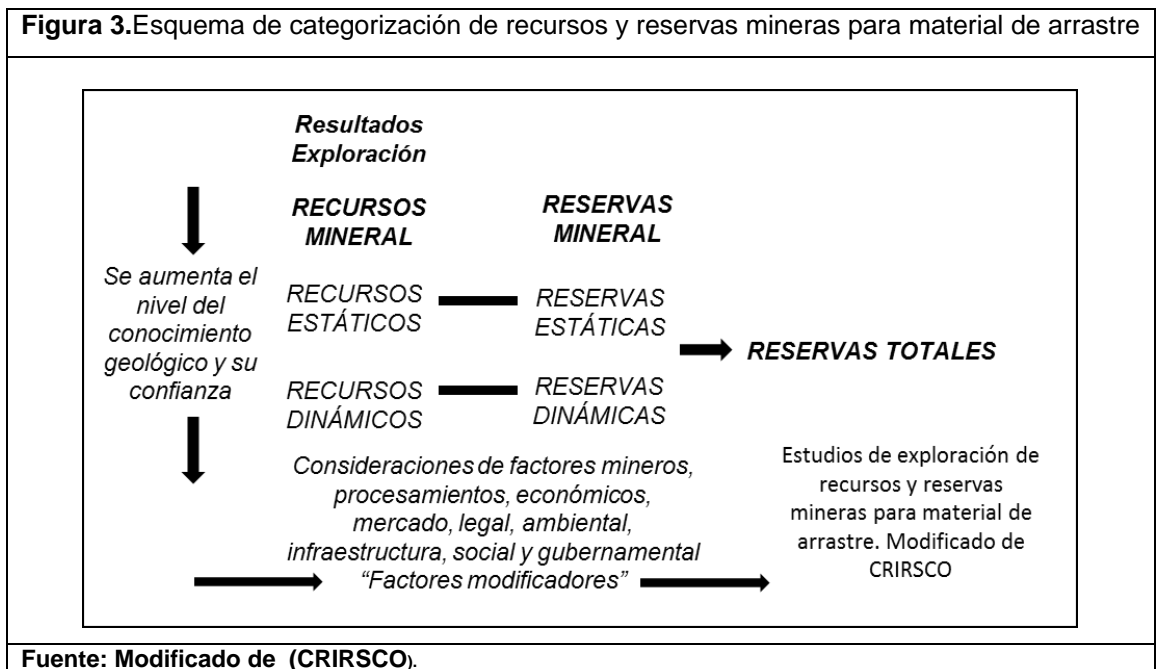 Figura 3.Esquema de categorización de recursos y reservas mineras para material de arrastre
Resultados
Exploración
RECURSOS
MINERAL
RESERVAS
MINERAL
Se aumenta el
nivel del
conocimiento
geológico y su
confianza
RECURSOS
ESTÁTICOS
RESERVAS
ESTÁTICAS
RESERVAS TOTALES
RECURSOS
DINÁMICOS
RESERVAS
DINÁMICAS
Consideraciones de factores mineros,
procesamientos, económicos,
mercado, legal, ambiental,
infraestructura, social y gubernamental
“Factores modificadores”
Estudios de exploración de
recursos y reservas
mineras para material de
arrastre. Modificado de
CRIRSCO
Fuente: Modificado de (CRIRSCO).